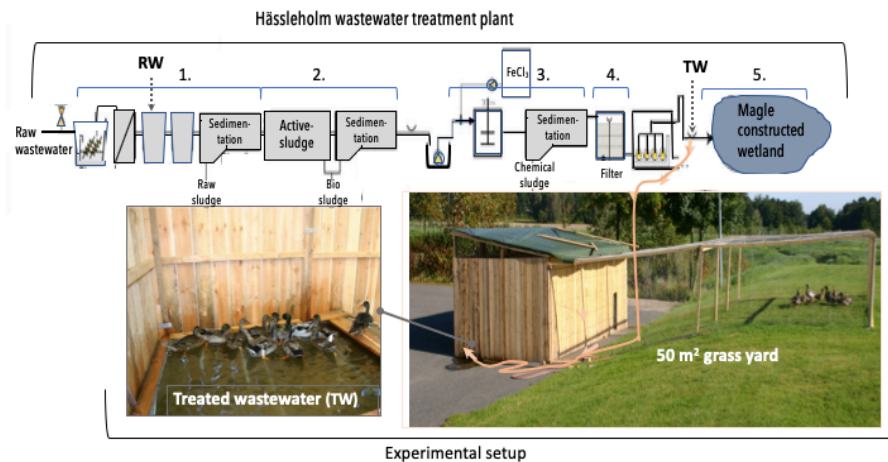 Hässleholm wastewater treatment plant
RW
1.
2.
FeCl₃
3.
4.
TW
5.
Raw
wastewater
Sedimen-
tation
Active-
sludge
Sedimen-
tation
Sedimen-
tation
Magle
constructed
wetland
Raw
sludge
Bio
sludge
Chemical
sludge
Filter
Treated wastewater (TW)
50 m² grass yard
Experimental setup